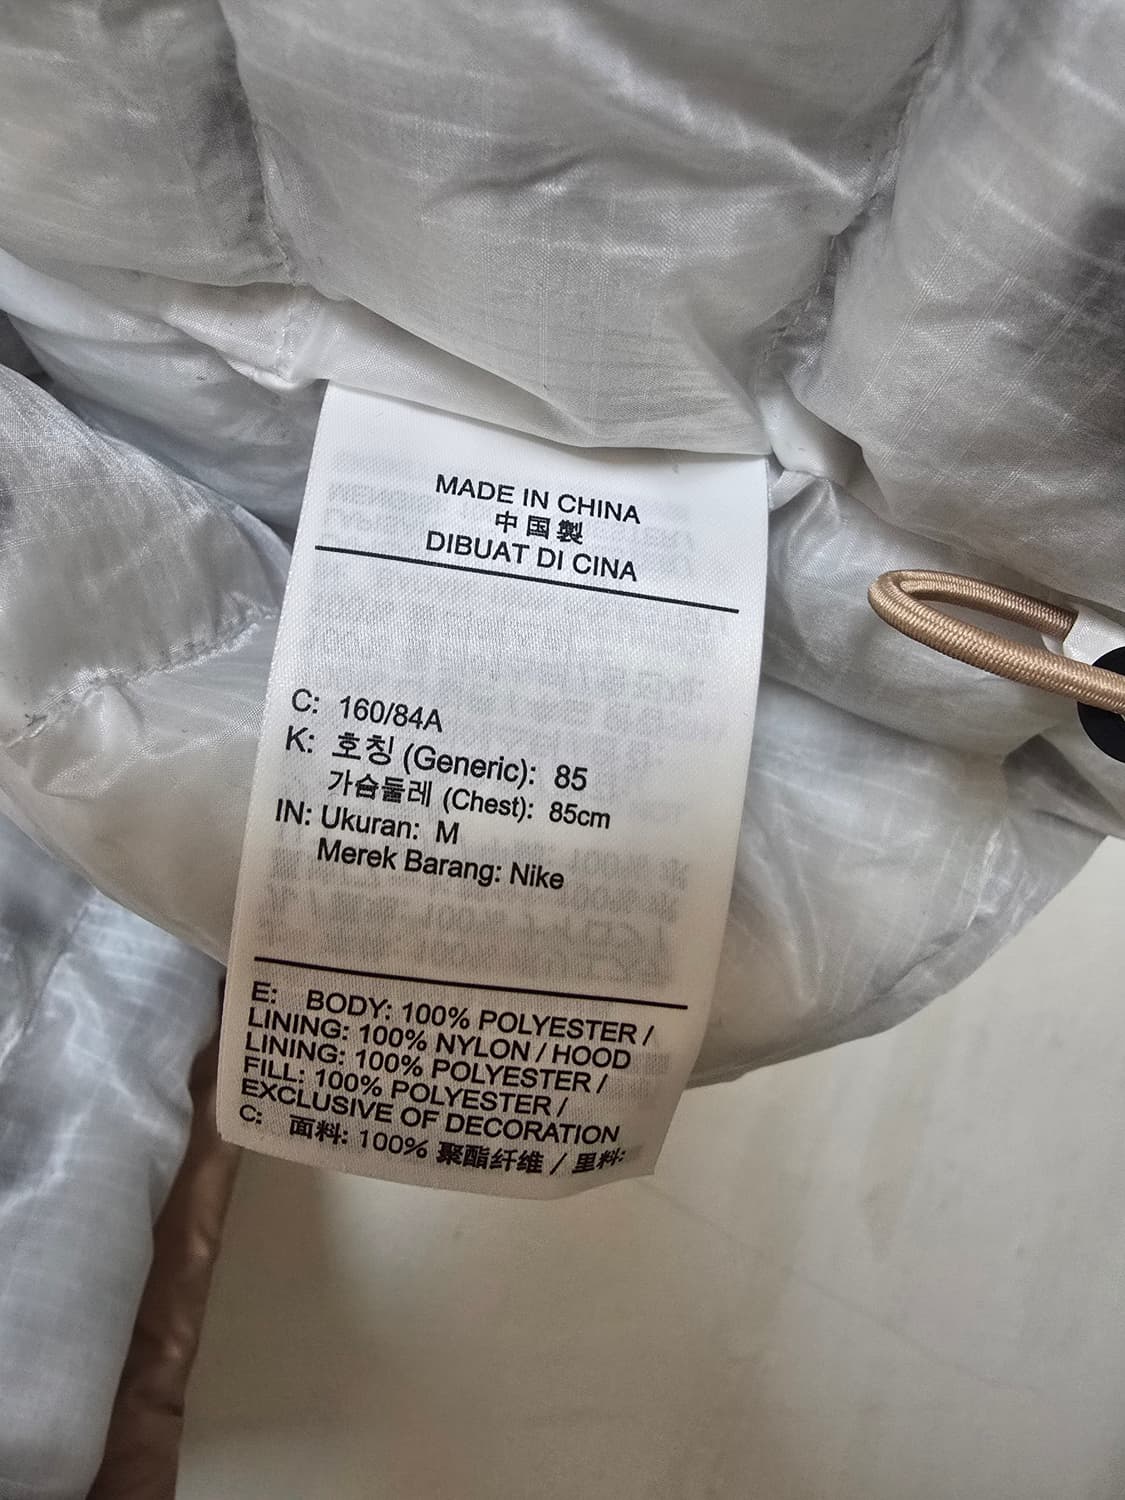 MADE IN CHINA
中国製
DIBUAT DI CINA
C: 160/84A
K: 호칭 (Generic): 85
가슴둘레 (Chest): 85cm
IN: Ukuran: M
Merek Barang: Nike
E: BODY: 100% POLYESTER /
LINING: 100% NYLON / HOOD
LINING: 100% POLYESTER /
FILL: 100% POLYESTER /
EXCLUSIVE OF DECORATION
C: 面料: 100% 聚酯纤维 / 里料: